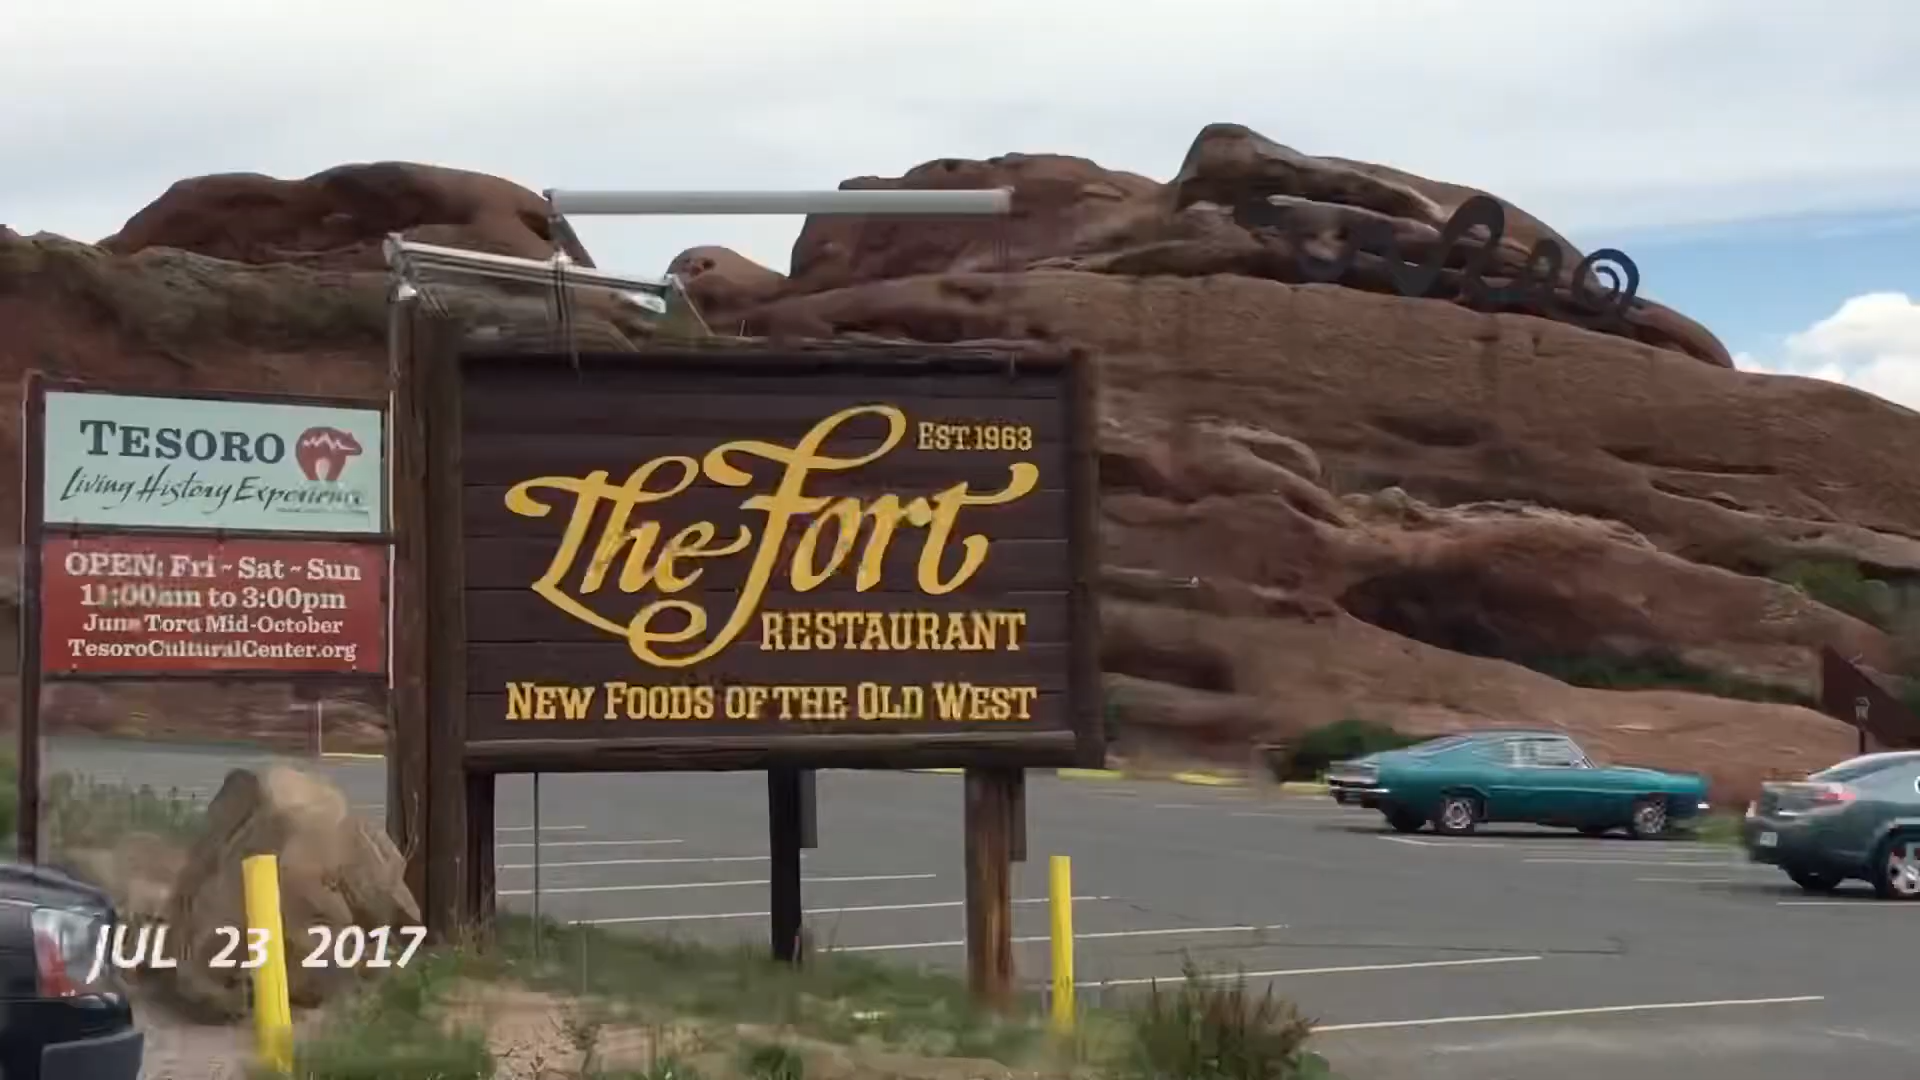 TESORO
Living History Experience
OPEN: Fri ~ Sat ~ Sun
11:00am to 3:00pm
June Tora Mid-October
TesoroCulturalCenter.org
EST.1963
The Fort
RESTAURANT
NEW FOODS OF THE OLD WEST
JUL 23 2017